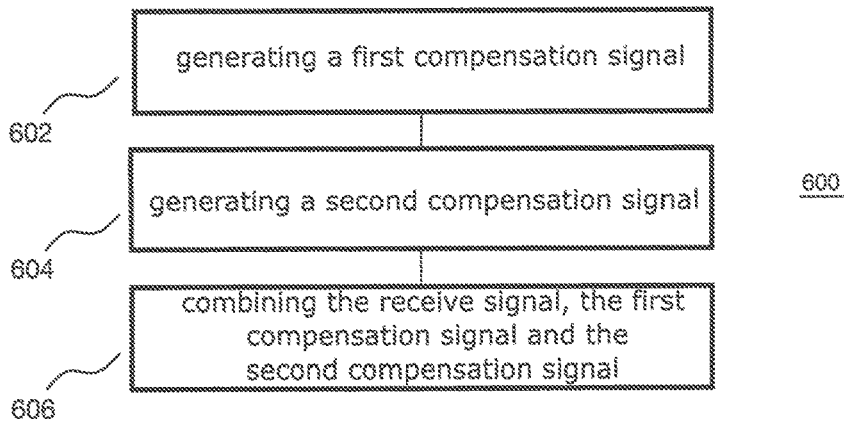 generating a first compensation signal
602
generating a second compensation signal
600
604
combining the receive signal, the first
compensation signal and the
second compensation signal
606